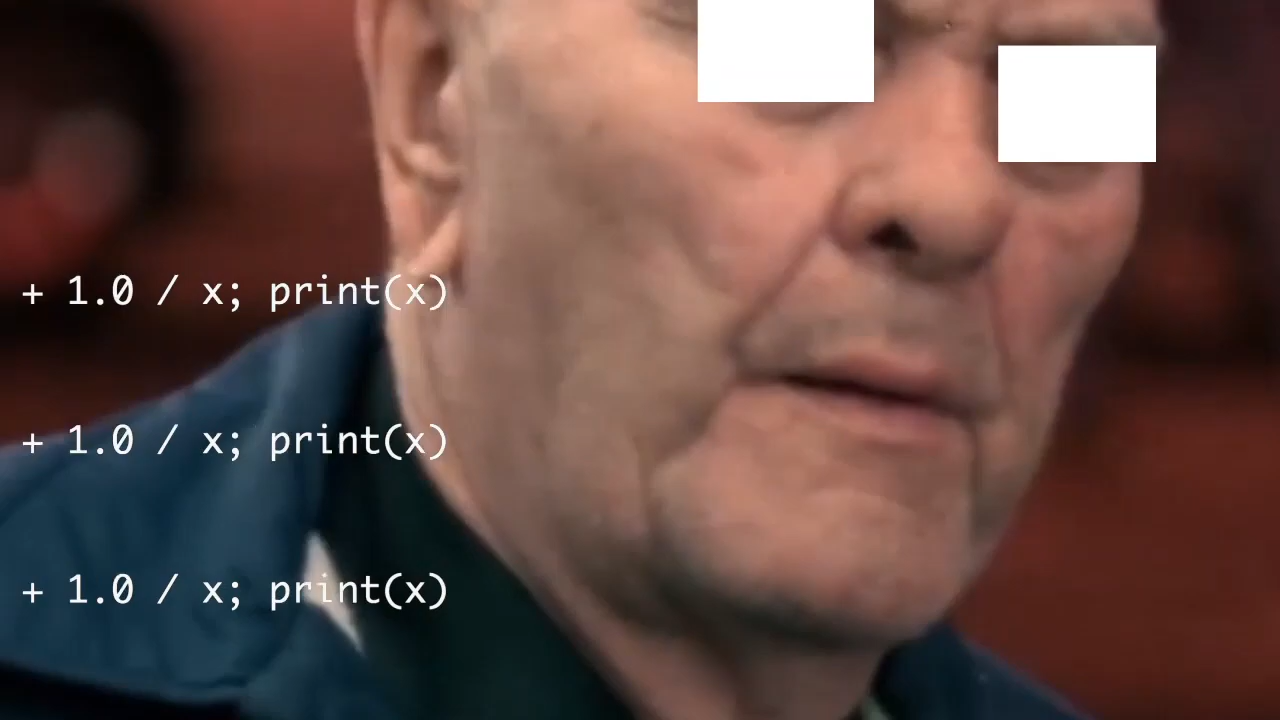 + 1.0 / x; print(x)
+ 1.0 / x; print(x)
+ 1.0 / x; print(x)